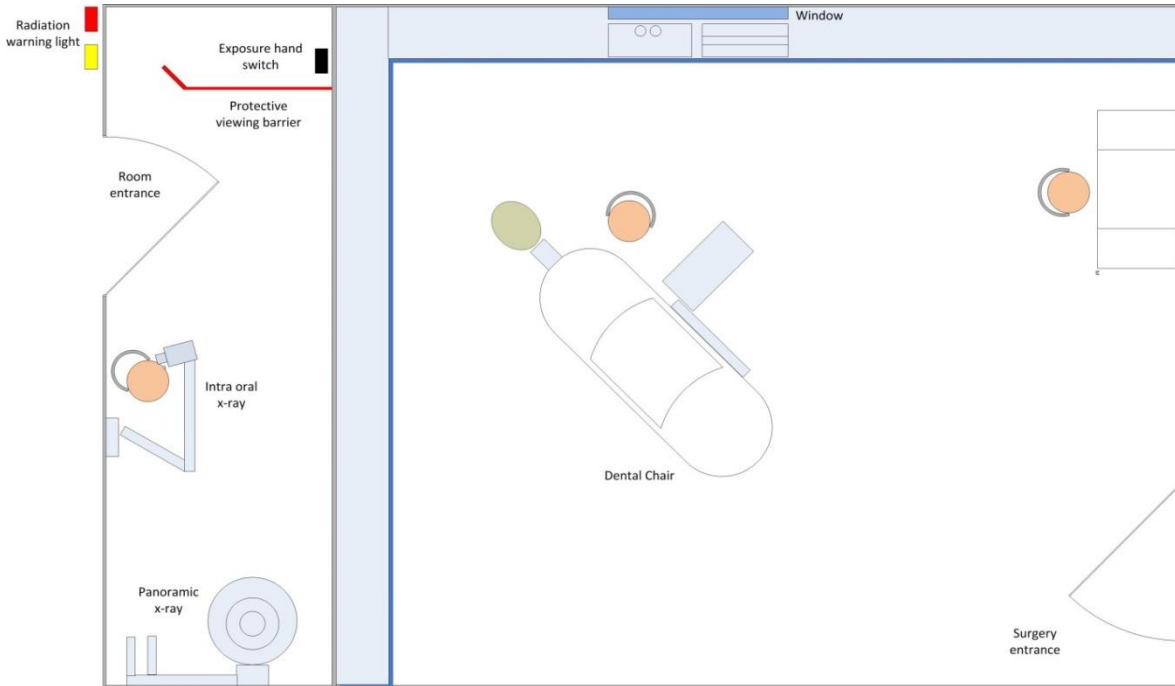 Radiation
warning light
Exposure hand
switch
Protective
viewing barrier
Window
Room
entrance
Intra oral
x-ray
Dental Chair
Panoramic
x-ray
Surgery
entrance